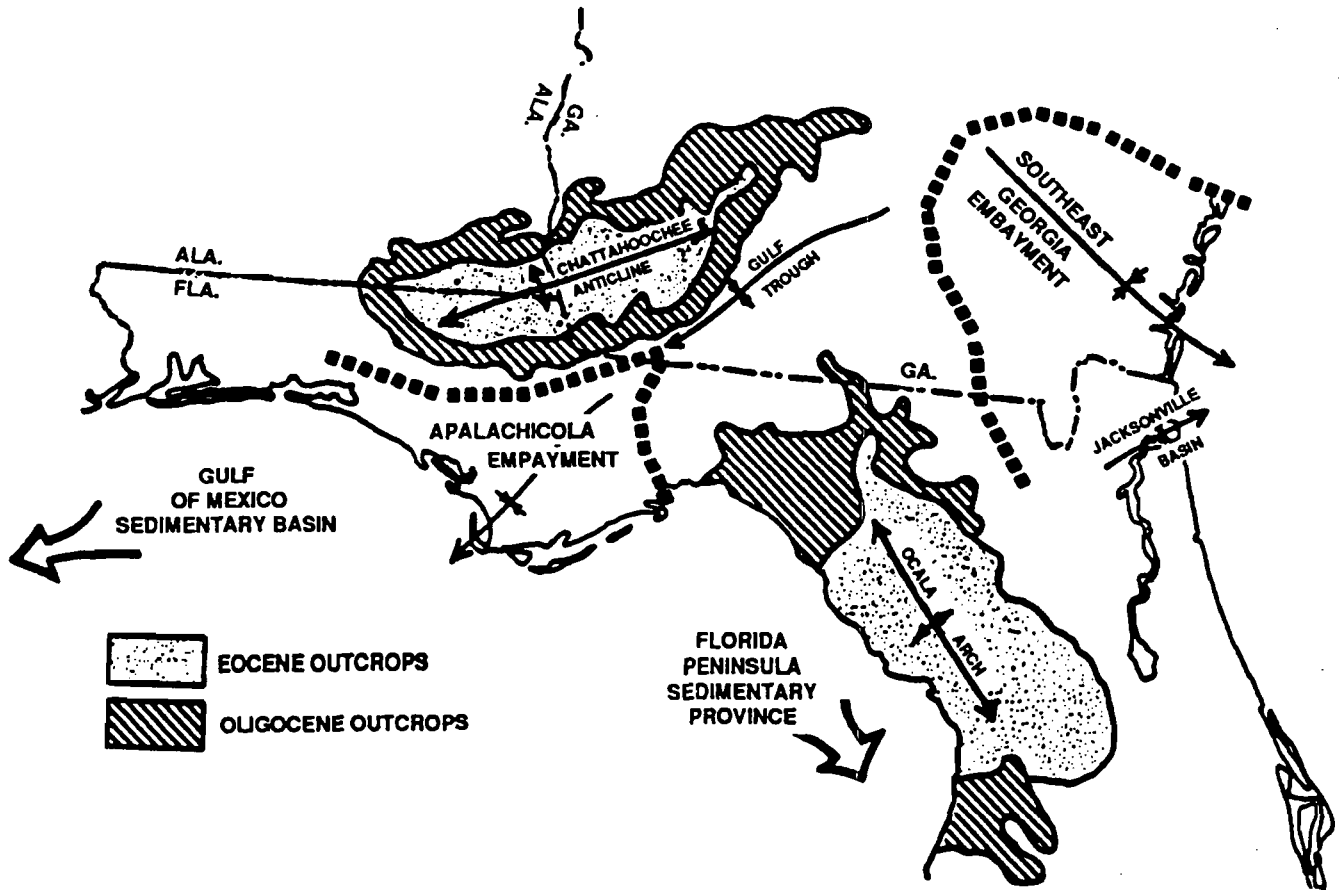 GA.
ALA.
ALA.
FLA.
CHATTAHOOCHEE
ANTICLINE
GULF
TROUGH
SOUTHEAST
GEORGIA
EMBAYMENT
GA.
JACKSONVILLE
BASIN
APALACHICOLA
EMPAYMENT
GULF
OF MEXICO
SEDIMENTARY BASIN
OCALA
ARCH
FLORIDA
PENINSULA
SEDIMENTARY
PROVINCE
EOCENE OUTCROPS
OLIGOCENE OUTCROPS